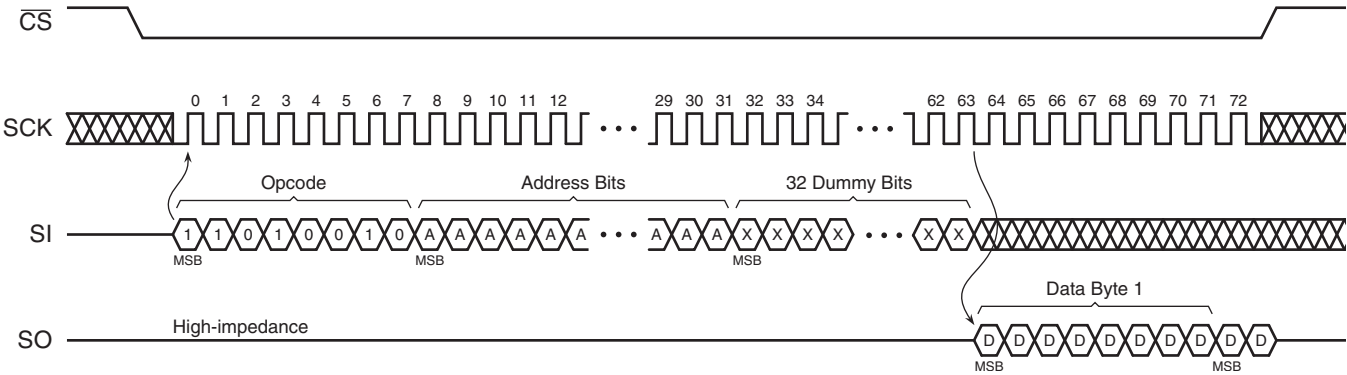 CS
0 1 2 3 4 5 6 7 8 9 10 11 12 29 30 31 32 33 34 62 63 64 65 66 67 68 69 70 71 72
SCK
Opcode Address Bits 32 Dummy Bits
SI 1 1 0 1 0 0 1 0 A A A A A A A A A X X X X X X
MSB MSB MSB
Data Byte 1
High-impedance
SO D D D D D D D D D D
MSB MSB